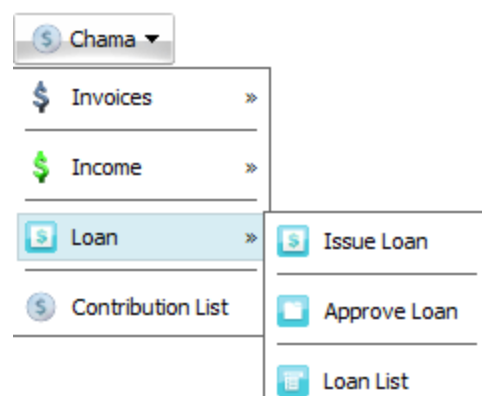 Chama
Invoices »
Income »
Loan »
Issue Loan
Contribution List
Approve Loan
Loan List